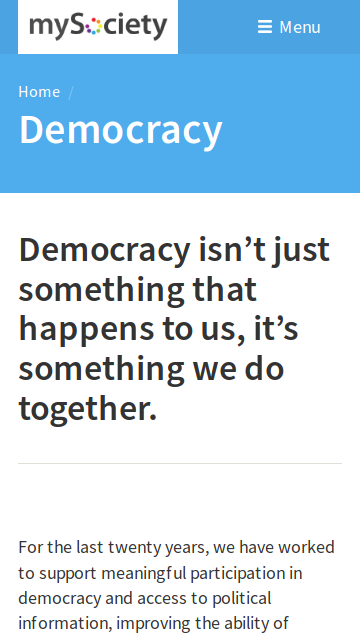 mySociety
Menu
Home /
Democracy
Democracy isn’t just
something that
happens to us, it’s
something we do
together.
For the last twenty years, we have worked
to support meaningful participation in
democracy and access to political
information, improving the ability of